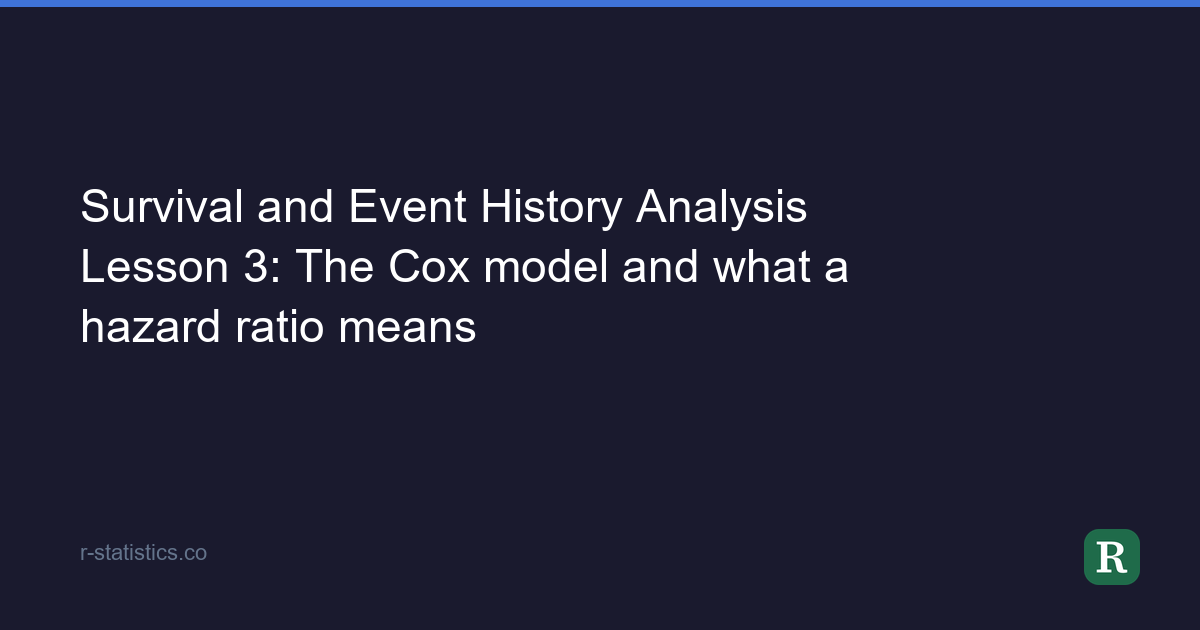 Survival and Event History Analysis
Lesson 3: The Cox model and what a
hazard ratio means
r-statistics.co
R